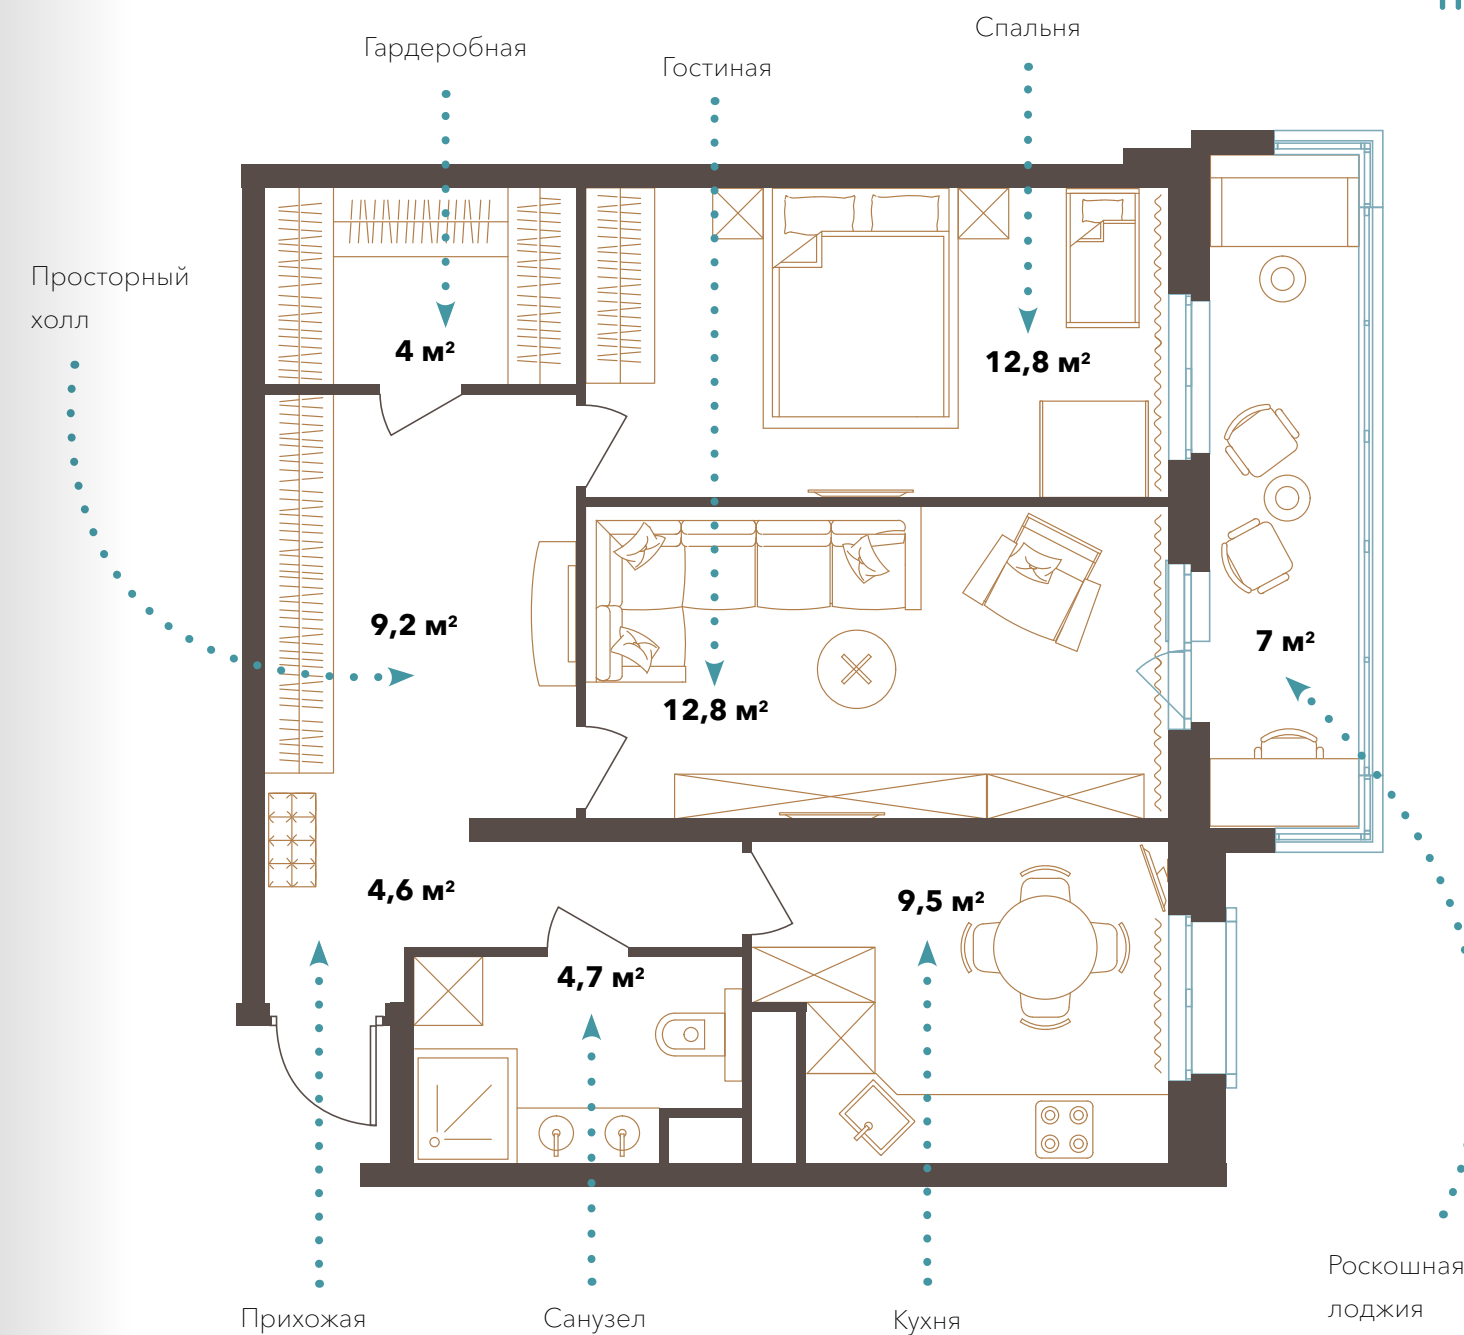 Спальня
Гардеробная
Гостиная
Просторный
холл
4 м²
12,8 м²
9,2 м²
7 м²
12,8 м²
4,6 м²
9,5 м²
4,7 м²
Роскошная
лоджия
Прихожая
Санузел
Кухня